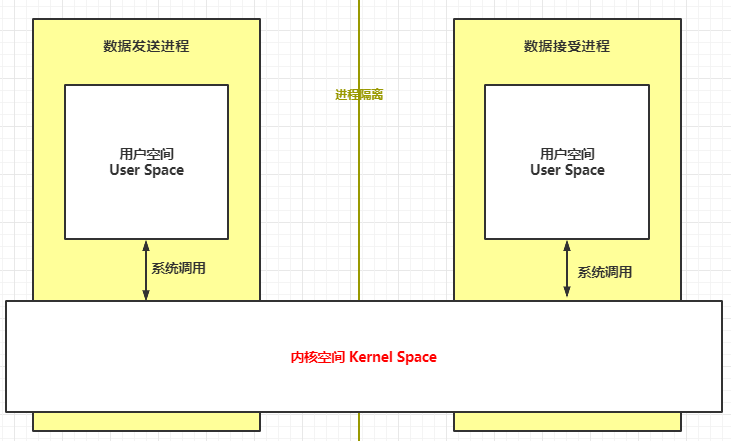 数据发送进程
数据接受进程
进程隔离
用户空间
User Space
用户空间
User Space
系统调用
系统调用
内核空间 Kernel Space